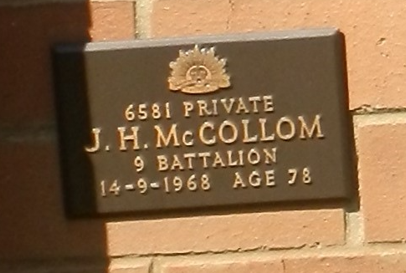 6581 PRIVATE
J. H. McCOLLOM
9 BATTALION
14-9-1968 AGE 78